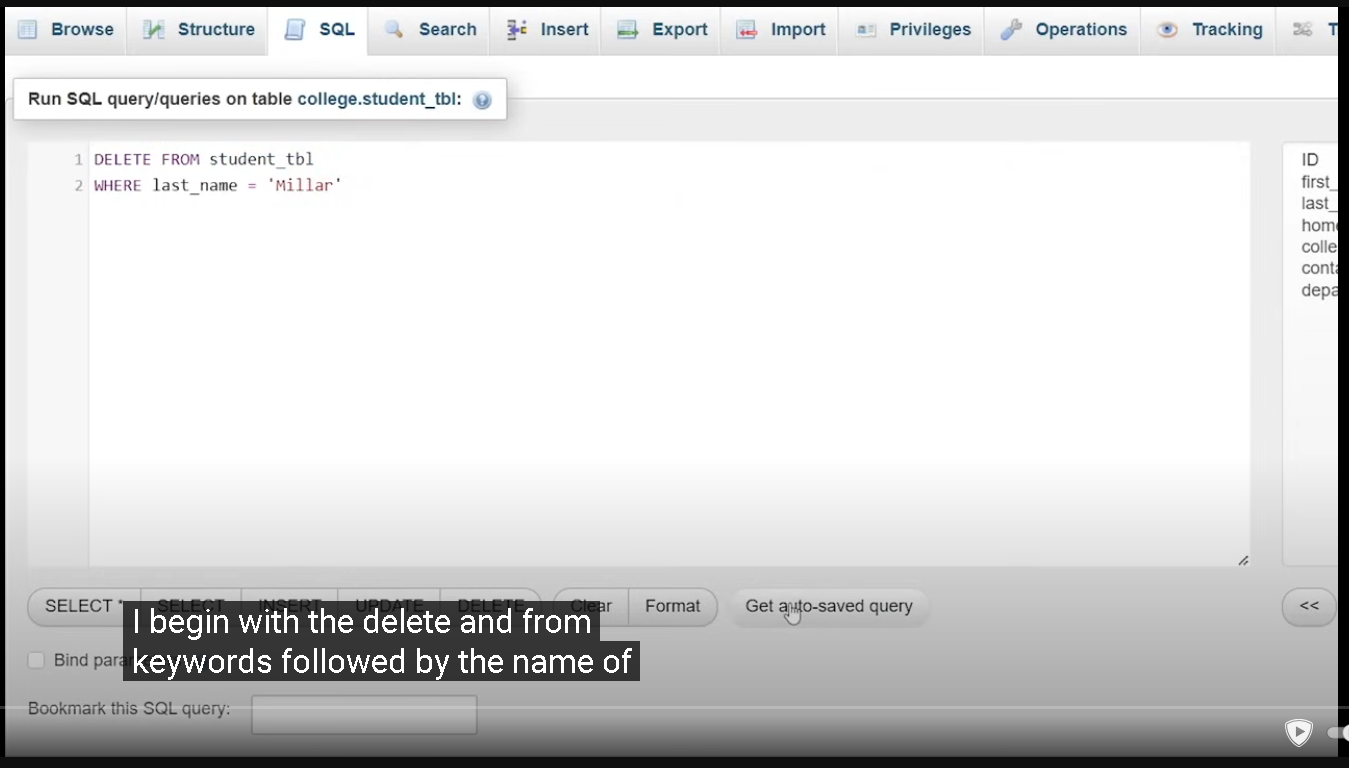 Browse Structure SQL Search Insert Export Import Privileges Operations Tracking
Run SQL query/queries on table college.student_tbl:
1 DELETE FROM student_tbl
2 WHERE last_name = 'Millar'
ID
first_
last_
home
colle
conta
depa
SELECT * SELECT INSERT UPDATE DELETE Clear Format Get auto-saved query <<
I begin with the delete and from
keywords followed by the name of
Bind para
Bookmark this SQL query: